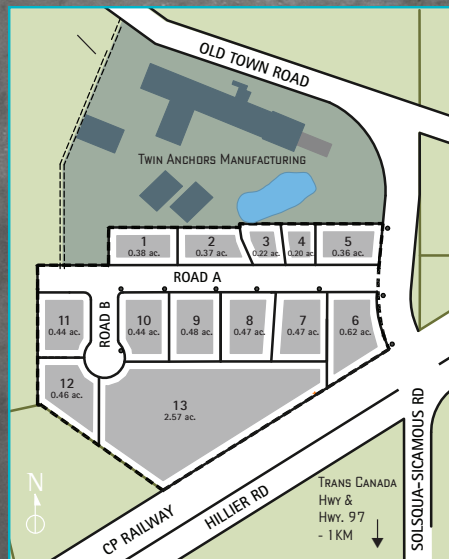 OLD TOWN ROAD
Twin Anchors Manufacturing
1
0.38 ac.
2
0.37 ac.
3
0.22 ac.
4
0.20 ac.
5
0.36 ac.
ROAD A
ROAD B
11
0.44 ac.
10
0.44 ac.
9
0.48 ac.
8
0.47 ac.
7
0.47 ac.
6
0.62 ac.
12
0.46 ac.
13
2.57 ac.
N
CP RAILWAY
HILLIER RD
Trans Canada
Hwy &
Hwy. 97
- 1KM
SOLSQUA-SICAMOUS RD